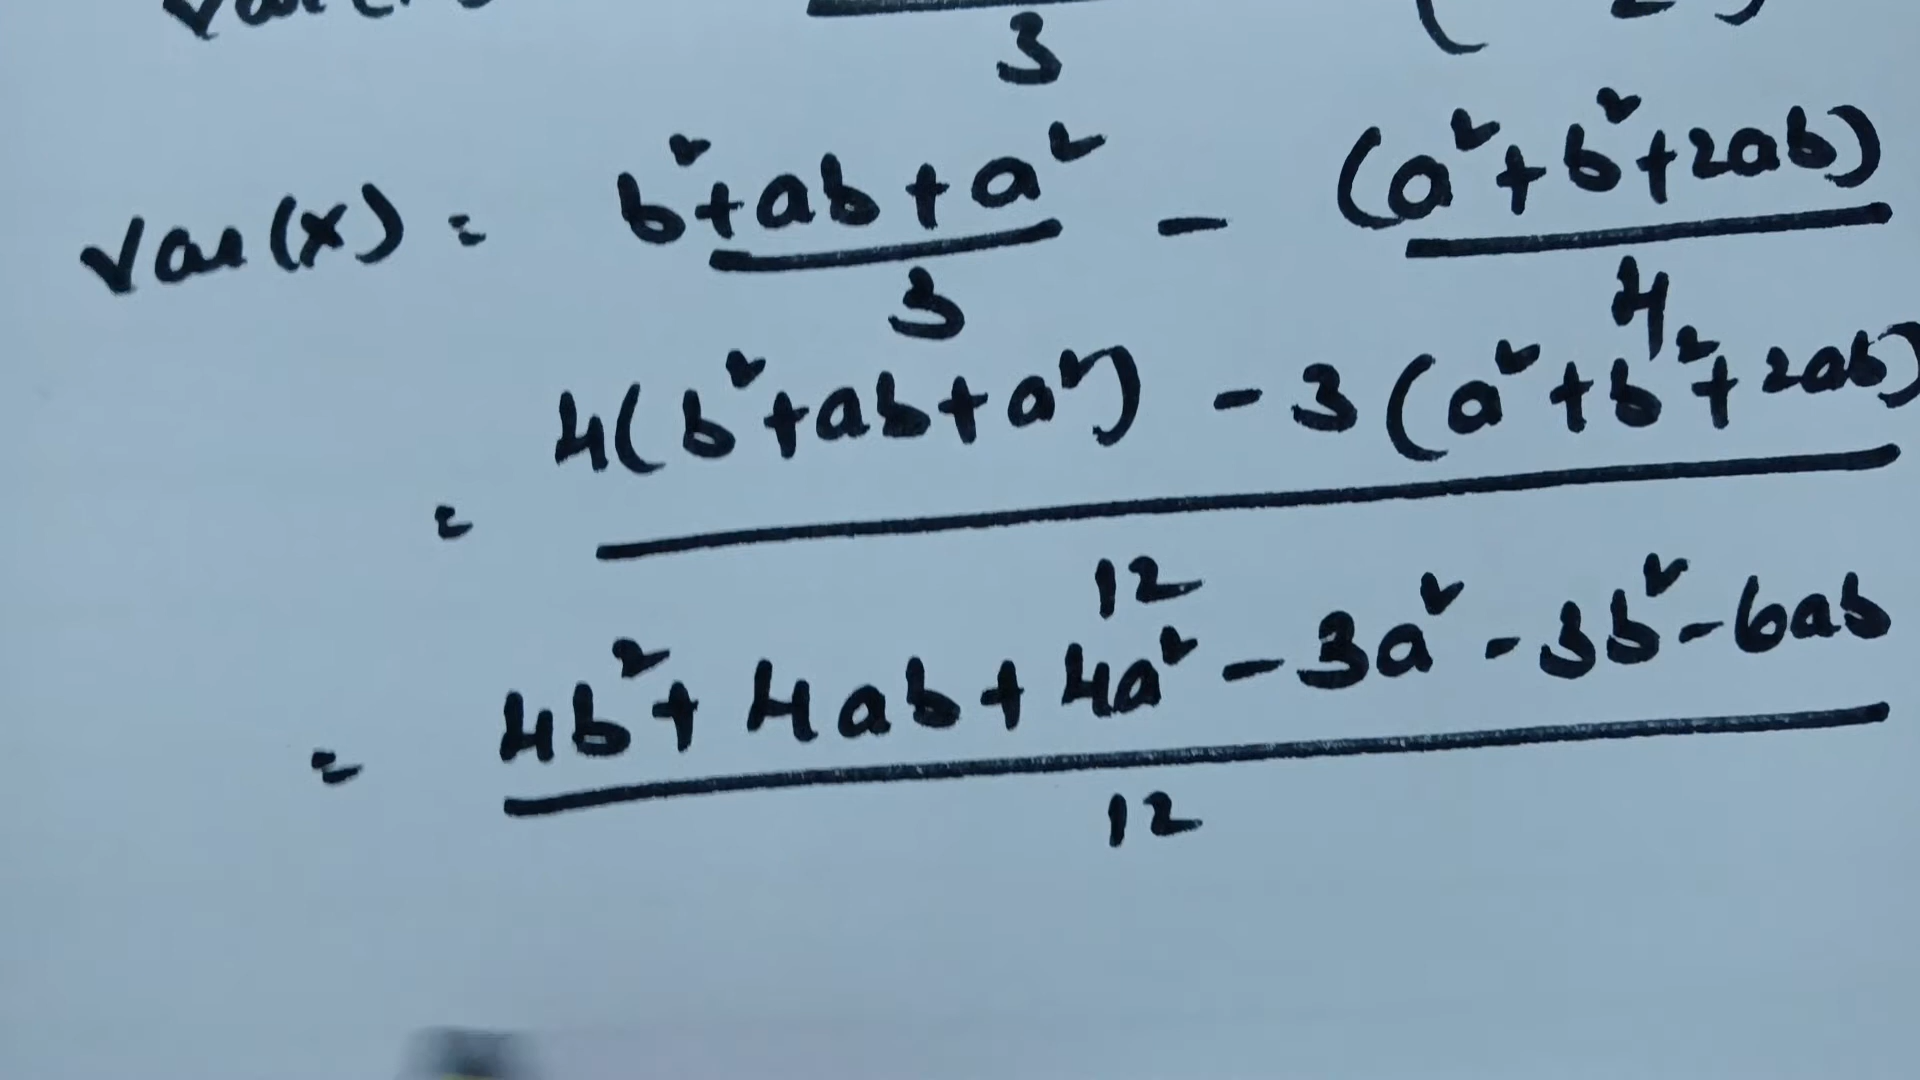 3
Var(x) = b²+ab+a² / 3 - (a²+b²+2ab) / 4
= 4(b²+ab+a²) - 3(a²+b²+2ab) / 12
= 4b²+4ab+4a²-3a²-3b²-6ab / 12